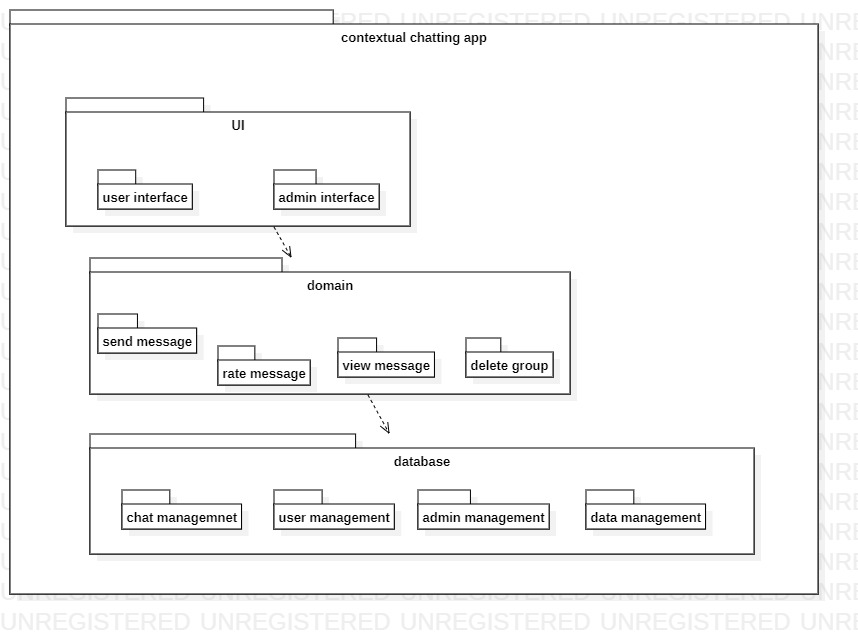 contextual chatting app
UI
user interface
admin interface
domain
send message
rate message
view message
delete group
database
chat managemnet
user management
admin management
data management
UNREGISTERED UNREGISTERED UNREGISTERED UNREGISTERED